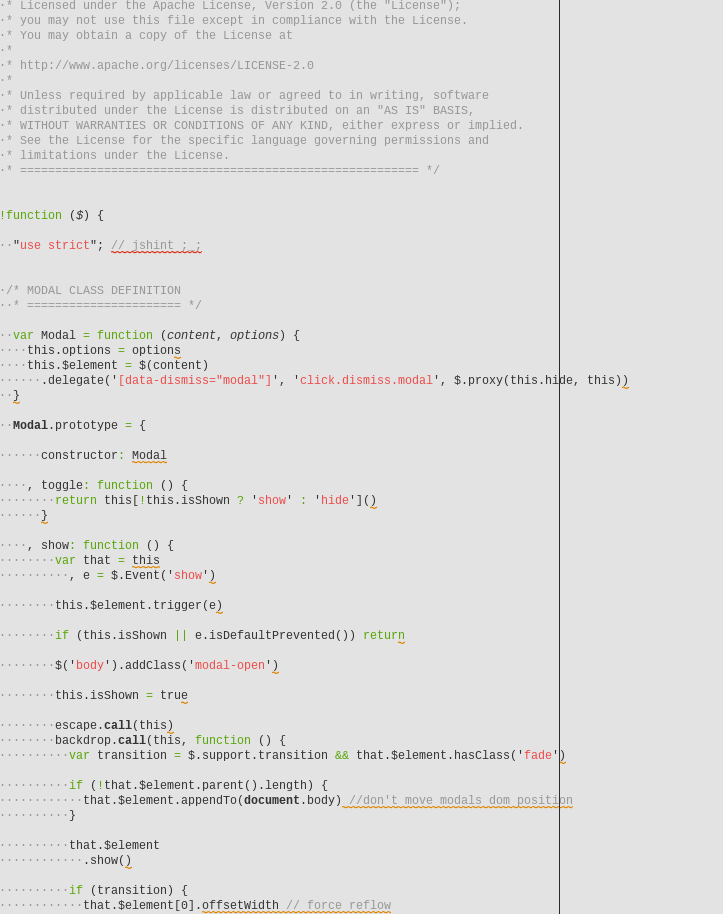 * Licensed under the Apache License, Version 2.0 (the "License");
* you may not use this file except in compliance with the License.
* You may obtain a copy of the License at
*
* http://www.apache.org/licenses/LICENSE-2.0
*
* Unless required by applicable law or agreed to in writing, software
* distributed under the License is distributed on an "AS IS" BASIS,
* WITHOUT WARRANTIES OR CONDITIONS OF ANY KIND, either express or implied.
* See the License for the specific language governing permissions and
* limitations under the License.
* ========================================================= */
!function ($) {
"use strict"; // jshint ;_;
/* MODAL CLASS DEFINITION
* ====================== */
var Modal = function (content, options) {
this.options = options
this.$element = $(content)
.delegate('[data-dismiss="modal"]', 'click.dismiss.modal', $.proxy(this.hide, this))
}
Modal.prototype = {
constructor: Modal
, toggle: function () {
return this[!this.isShown ? 'show' : 'hide']()
}
, show: function () {
var that = this
, e = $.Event('show')
this.$element.trigger(e)
if (this.isShown || e.isDefaultPrevented()) return
$('body').addClass('modal-open')
this.isShown = true
escape.call(this)
backdrop.call(this, function () {
var transition = $.support.transition && that.$element.hasClass('fade')
if (!that.$element.parent().length) {
that.$element.appendTo(document.body) //don't move modals dom position
}
that.$element
.show()
if (transition) {
that.$element[0].offsetWidth // force reflow